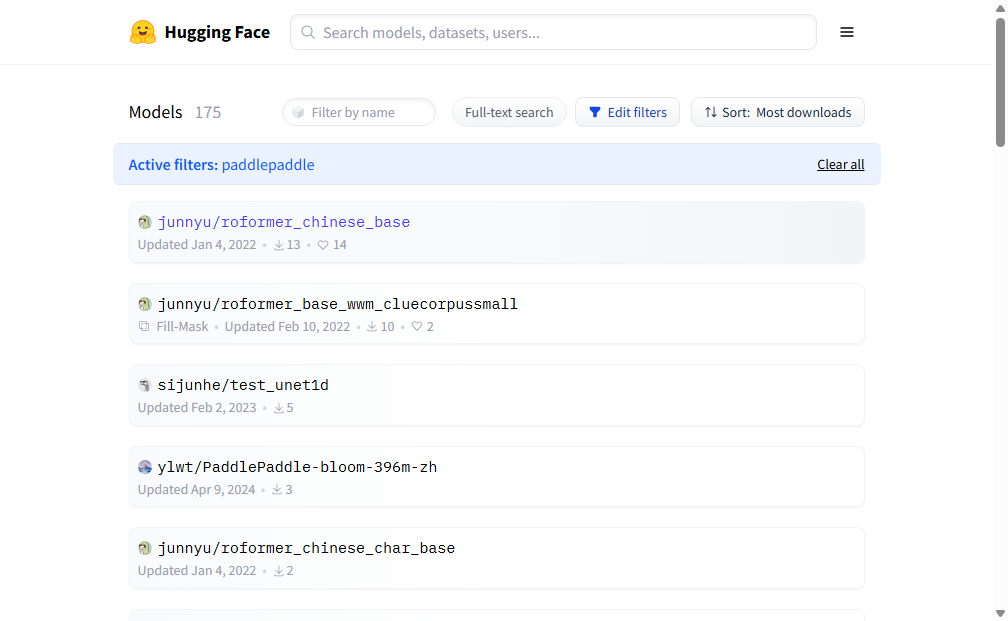 Hugging Face
Search models, datasets, users...
Models 175
Filter by name
Full-text search
Edit filters
Sort: Most downloads
Active filters: paddlepaddle
Clear all
junnyu/roformer_chinese_base
Updated Jan 4, 2022 • 13 • 14
junnyu/roformer_base_wwm_cluecorpussmall
Fill-Mask • Updated Feb 10, 2022 • 10 • 2
sijunhe/test_unet1d
Updated Feb 2, 2023 • 5
ylwt/PaddlePaddle-bloom-396m-zh
Updated Apr 9, 2024 • 3
junnyu/roformer_chinese_char_base
Updated Jan 4, 2022 • 2